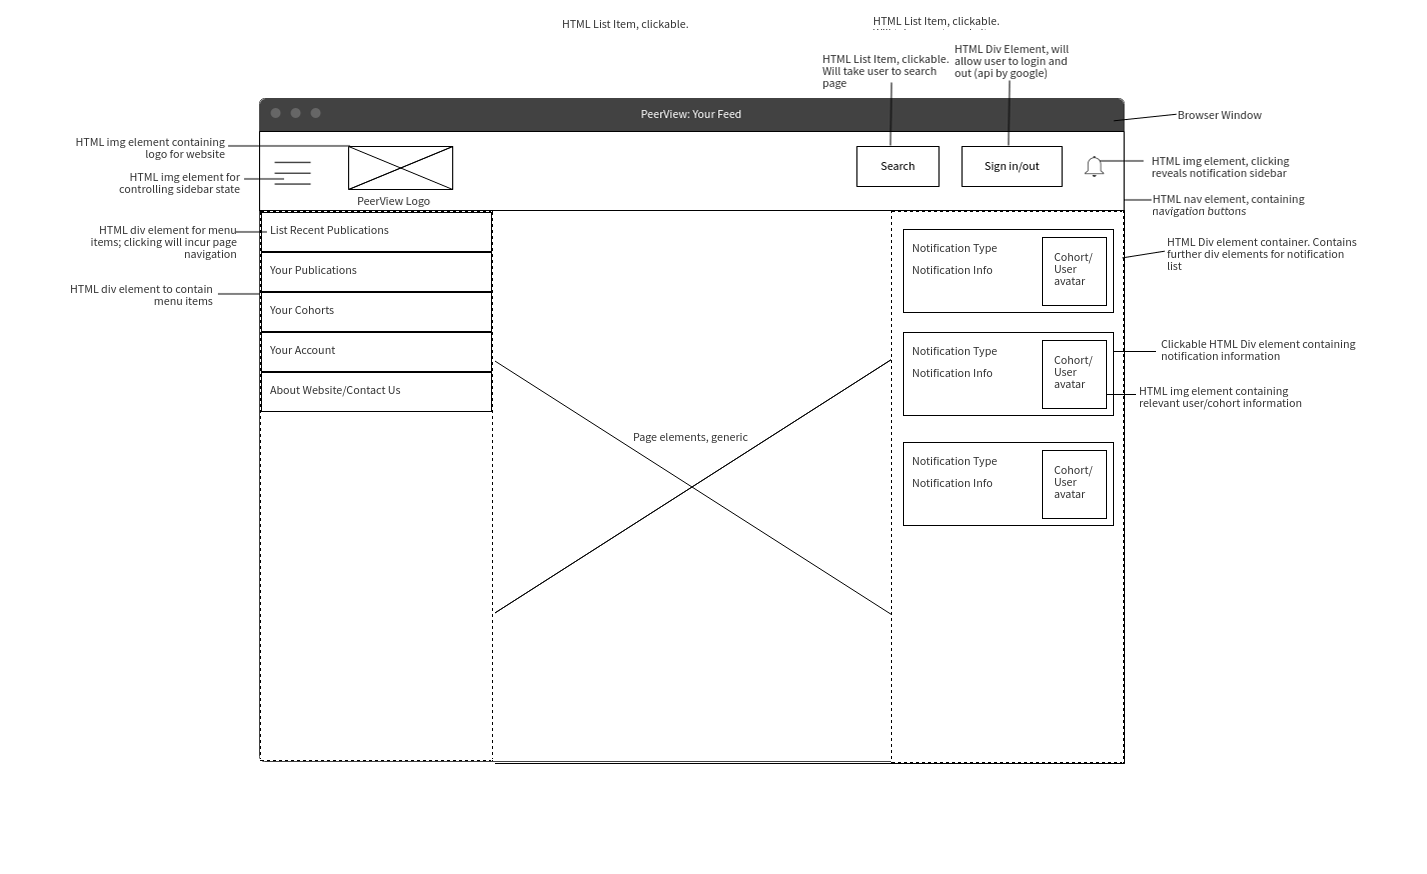 HTML List Item, clickable.
HTML List Item, clickable.
HTML List Item, clickable.
Will take user to search
page
HTML Div Element, will
allow user to login and
out (api by google)
PeerView: Your Feed
Browser Window
HTML img element containing
logo for website
HTML img element for
controlling sidebar state
PeerView Logo
Search
Sign in/out
HTML img element, clicking
reveals notification sidebar
HTML nav element, containing
navigation buttons
HTML div element for menu
items; clicking will incur page
navigation
HTML div element to contain
menu items
List Recent Publications
Your Publications
Your Cohorts
Your Account
About Website/Contact Us
Page elements, generic
Notification Type
Notification Info
Cohort/
User
avatar
Notification Type
Notification Info
Cohort/
User
avatar
Notification Type
Notification Info
Cohort/
User
avatar
HTML Div element container. Contains
further div elements for notification
list
Clickable HTML Div element containing
notification information
HTML img element containing
relevant user/cohort information